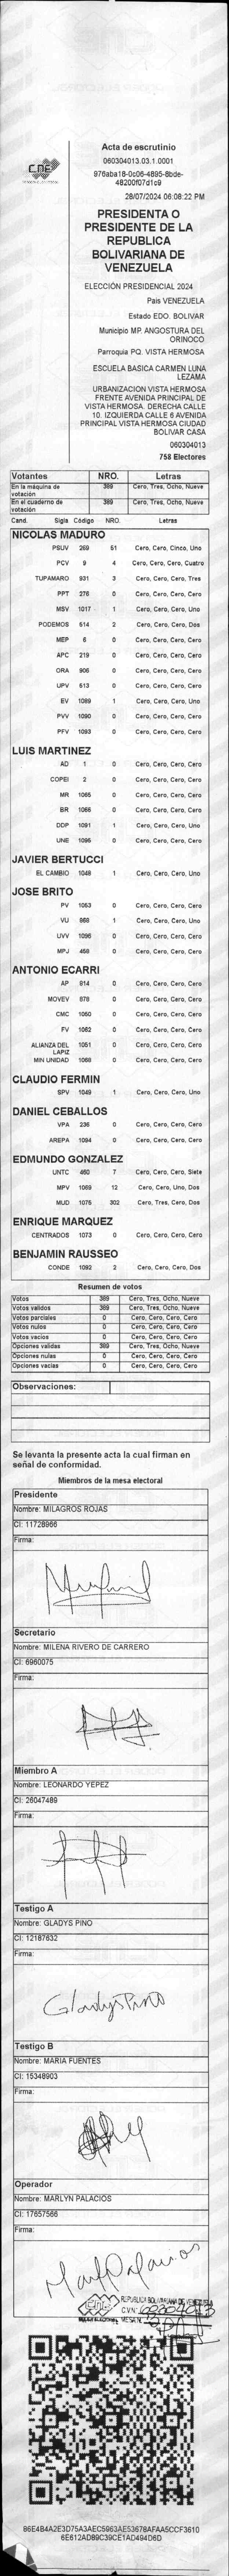 CNE
Acta de escrutinio
060304013.03.1.0001
976aba18-0c06-4895-8bde-
48200f07d1c9
28/07/2024 06:08:22 PM
PRESIDENTA O
PRESIDENTE DE LA
REPUBLICA
BOLIVARIANA DE
VENEZUELA
ELECCIÓN PRESIDENCIAL 2024
Pais VENEZUELA
Estado EDO. BOLIVAR
Municipio MP. ANGOSTURA DEL
ORINOCO
Parroquia PQ. VISTA HERMOSA
ESCUELA BASICA CARMEN LUNA
LEZAMA
URBANIZACIÓN VISTA HERMOSA
FRENTE AVENIDA PRINCIPAL DE
VISTA HERMOSA. DERECHA CALLE
10. IZQUIERDA CALLE 6 AVENIDA
PRINCIPAL VISTA HERMOSA CIUDAD
BOLIVAR CASA
060304013
758 Electores
Votantes NRO. Letras
En la máquina de votación 389 Cero, Tres, Ocho, Nueve
En el cuaderno de votación 389 Cero, Tres, Ocho, Nueve
Cand. Sigla Código NRO. Letras
NICOLAS MADURO
PSUV 269 51 Cero, Cero, Cinco, Uno
PCV 9 4 Cero, Cero, Cero, Cuatro
TUPAMARO 931 3 Cero, Cero, Cero, Tres
PPT 276 0 Cero, Cero, Cero, Cero
MSV 1017 1 Cero, Cero, Cero, Uno
PODEMOS 514 2 Cero, Cero, Cero, Dos
MEP 6 0 Cero, Cero, Cero, Cero
APC 219 0 Cero, Cero, Cero, Cero
ORA 906 0 Cero, Cero, Cero, Cero
UPV 613 0 Cero, Cero, Cero, Cero
EV 1089 1 Cero, Cero, Cero, Uno
PVV 1090 0 Cero, Cero, Cero, Cero
PFV 1093 0 Cero, Cero, Cero, Cero
LUIS MARTINEZ
AD 1 0 Cero, Cero, Cero, Cero
COPEI 2 0 Cero, Cero, Cero, Cero
MR 1065 0 Cero, Cero, Cero, Cero
BR 1066 0 Cero, Cero, Cero, Cero
DDP 1091 1 Cero, Cero, Cero, Uno
UNE 1095 0 Cero, Cero, Cero, Cero
JAVIER BERTUCCI
EL CAMBIO 1048 1 Cero, Cero, Cero, Uno
JOSE BRITO
PV 1053 0 Cero, Cero, Cero, Cero
VU 868 1 Cero, Cero, Cero, Uno
UVV 1096 0 Cero, Cero, Cero, Cero
MPJ 458 0 Cero, Cero, Cero, Cero
ANTONIO ECARRI
AP 814 0 Cero, Cero, Cero, Cero
MOVEV 879 0 Cero, Cero, Cero, Cero
CMC 1050 0 Cero, Cero, Cero, Cero
FV 1062 0 Cero, Cero, Cero, Cero
ALIANZA DEL LAPIZ 1051 0 Cero, Cero, Cero, Cero
MIN UNIDAD 1068 0 Cero, Cero, Cero, Cero
CLAUDIO FERMIN
SPV 1049 1 Cero, Cero, Cero, Uno
DANIEL CEBALLOS
VPA 236 0 Cero, Cero, Cero, Cero
AREPA 1094 0 Cero, Cero, Cero, Cero
EDMUNDO GONZALEZ
UNTC 460 7 Cero, Cero, Cero, Siete
MPV 1069 12 Cero, Cero, Uno, Dos
MUD 1075 302 Cero, Tres, Cero, Dos
ENRIQUE MARQUEZ
CENTRADOS 1073 0 Cero, Cero, Cero, Cero
BENJAMIN RAUSSEO
CONDE 1092 2 Cero, Cero, Cero, Dos
Resumen de votos
Votos 389 Cero, Tres, Ocho, Nueve
Votos validos 389 Cero, Tres, Ocho, Nueve
Votos parciales 0 Cero, Cero, Cero, Cero
Votos nulos 0 Cero, Cero, Cero, Cero
Votos vacios 0 Cero, Cero, Cero, Cero
Opciones validas 389 Cero, Tres, Ocho, Nueve
Opciones nulas 0 Cero, Cero, Cero, Cero
Opciones vacias 0 Cero, Cero, Cero, Cero
Observaciones:
Se levanta la presente acta la cual firman en
señal de conformidad.
Miembros de la mesa electoral
Presidente
Nombre: MILAGROS ROJAS
CI: 11728966
Firma:
Secretario
Nombre: MILENA RIVERO DE CARRERO
CI: 6960075
Firma:
Miembro A
Nombre: LEONARDO YEPEZ
CI: 26047489
Firma:
Testigo A
Nombre: GLADYS PINO
CI: 12187632
Firma:
Gladys Pino
Testigo B
Nombre: MARIA FUENTES
CI: 15348903
Firma:
Operador
Nombre: MARLYN PALACIOS
CI: 17657566
Firma:
CNE REPUBLICA BOLIVARIANA DE VENEZUELA
C.V.N°
MESA N°
86E4B4A2E3D75A3AEC5963AE53678AFAA5CCF3610
6E612AD89C39CE1AD494D6D